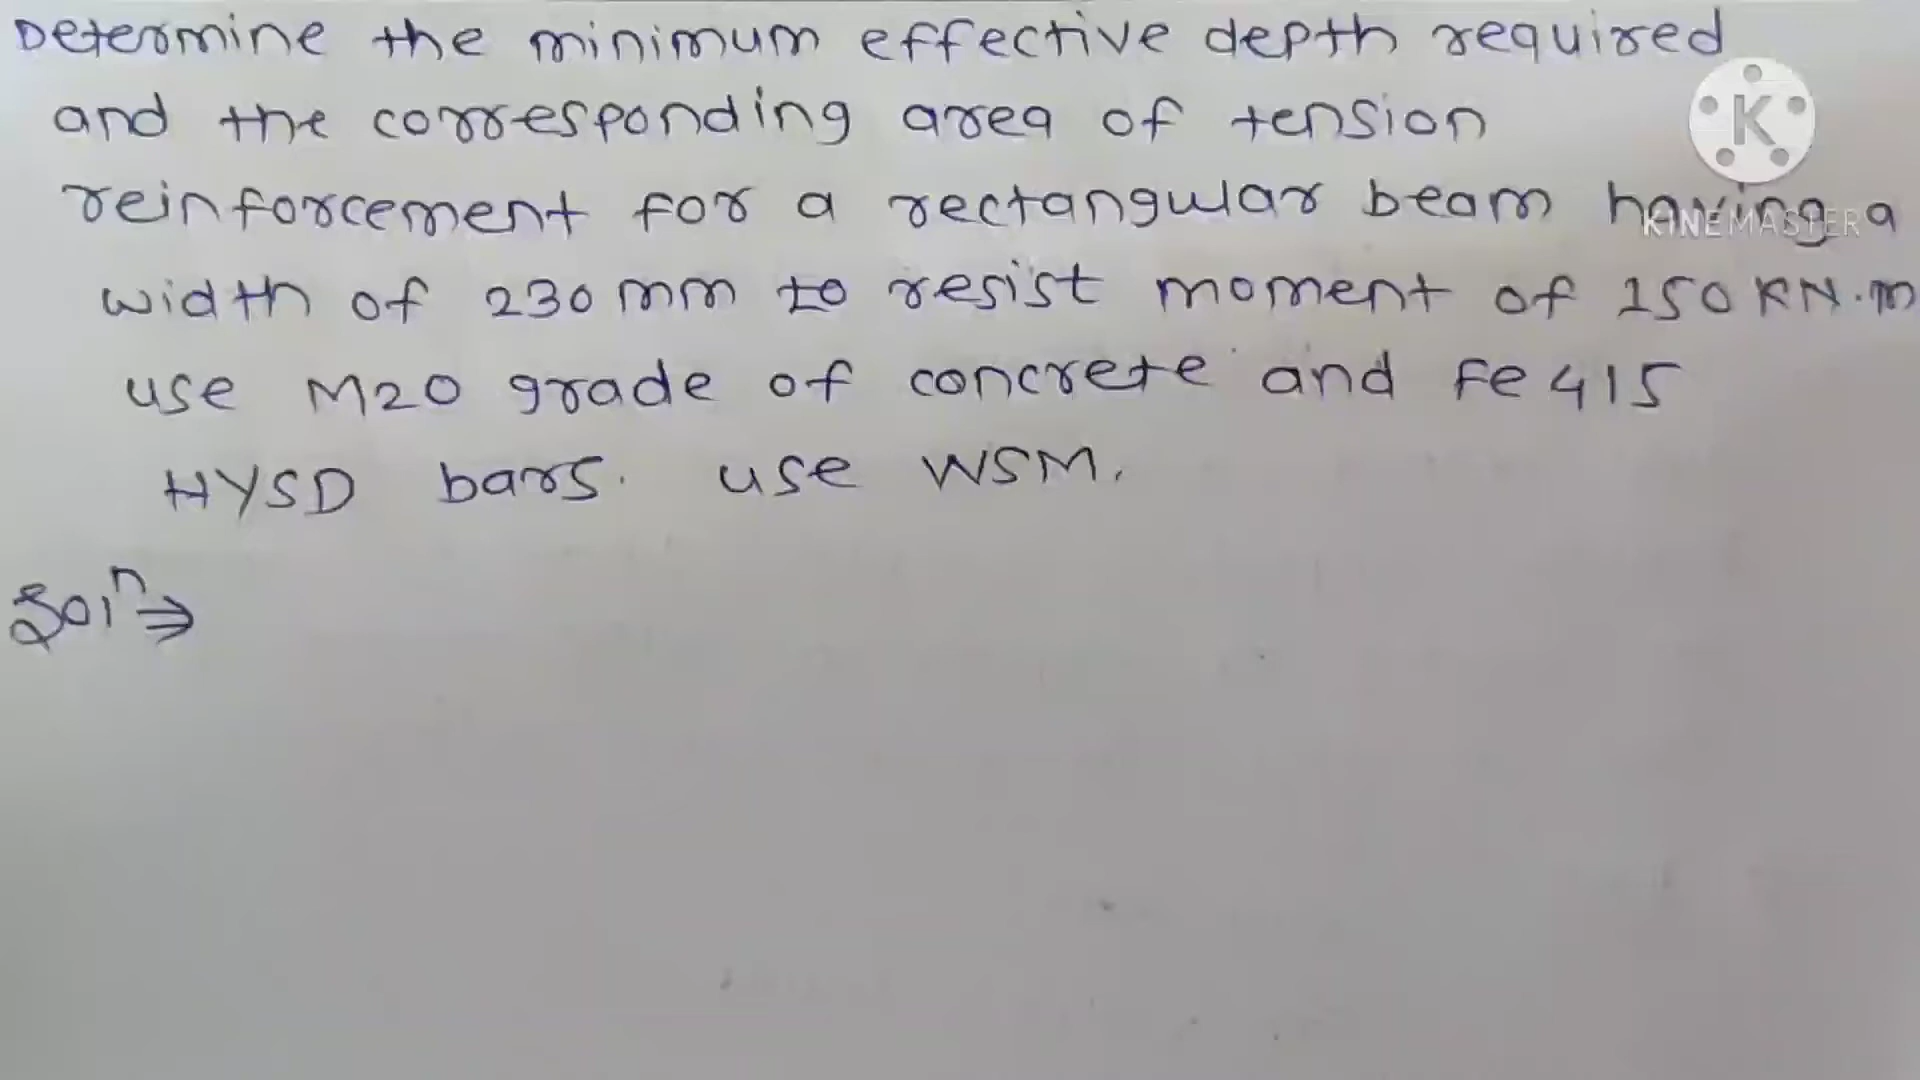 Determine the minimum effective depth required
and the corresponding area of tension
reinforcement for a rectangular beam having a
width of 230 mm to resist moment of 150 KN.m
use M20 grade of concrete and Fe 415
HYSD bars. use WSM.
Solⁿ ⇒
K
KINEMASTER